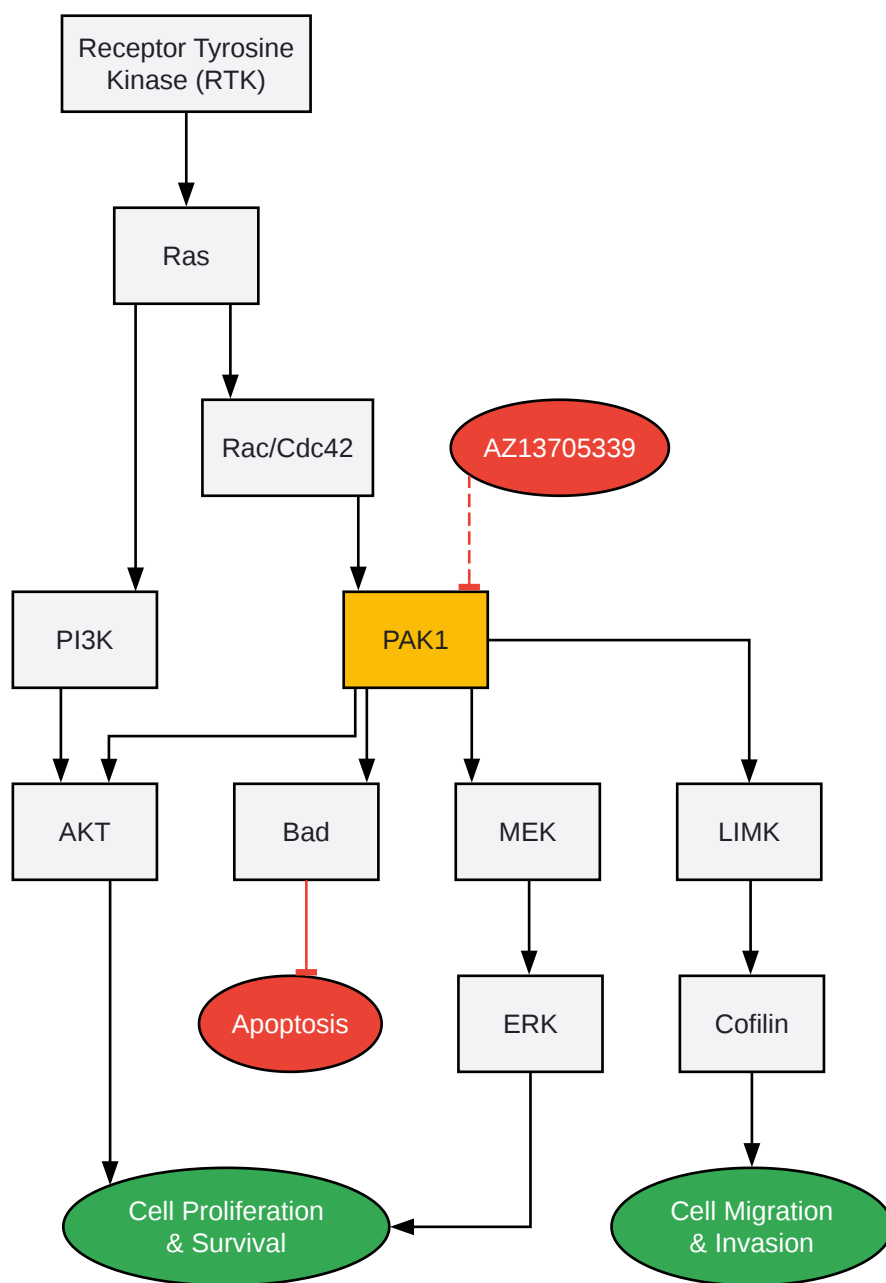 Receptor Tyrosine
Kinase (RTK)
Ras
Rac/Cdc42
AZ13705339
PI3K
PAK1
AKT
Bad
MEK
LIMK
Apoptosis
ERK
Cofilin
Cell Proliferation
& Survival
Cell Migration
& Invasion